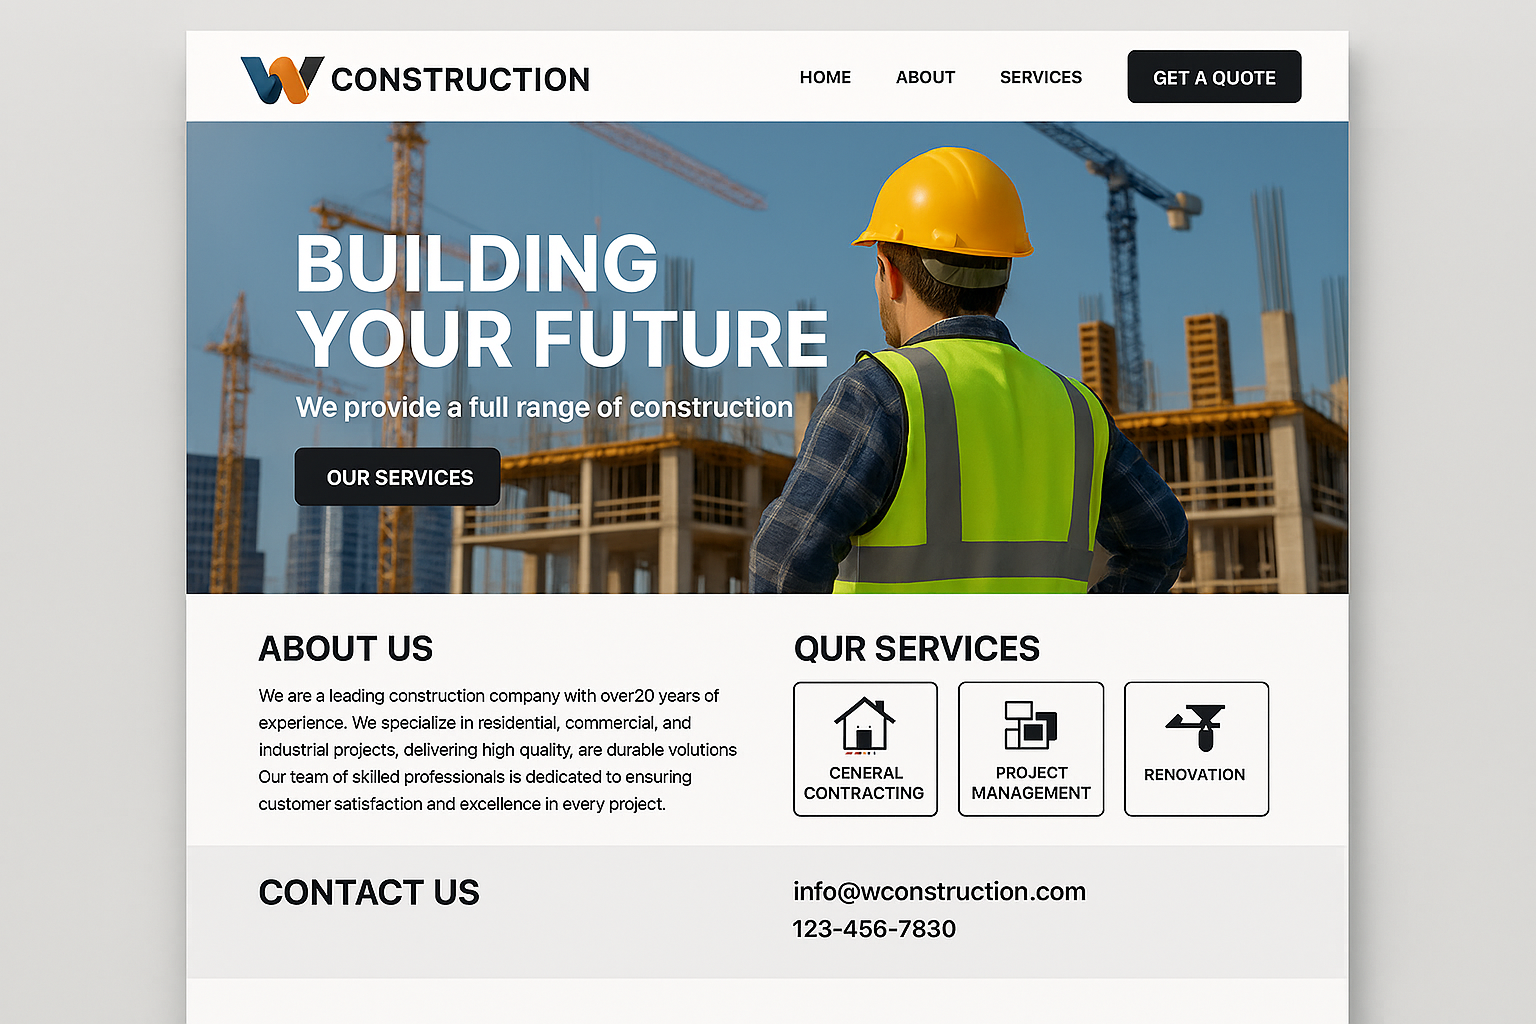 W CONSTRUCTION
HOME ABOUT SERVICES GET A QUOTE
BUILDING
YOUR FUTURE
We provide a full range of construction
OUR SERVICES
ABOUT US
We are a leading construction company with over20 years of
experience. We specialize in residential, commercial, and
industrial projects, delivering high quality, are durable volutions
Our team of skilled professionals is dedicated to ensuring
customer satisfaction and excellence in every project.
QUR SERVICES
CENERAL
CONTRACTING
PROJECT
MANAGEMENT
RENOVATION
CONTACT US
info@wconstruction.com
123-456-7830